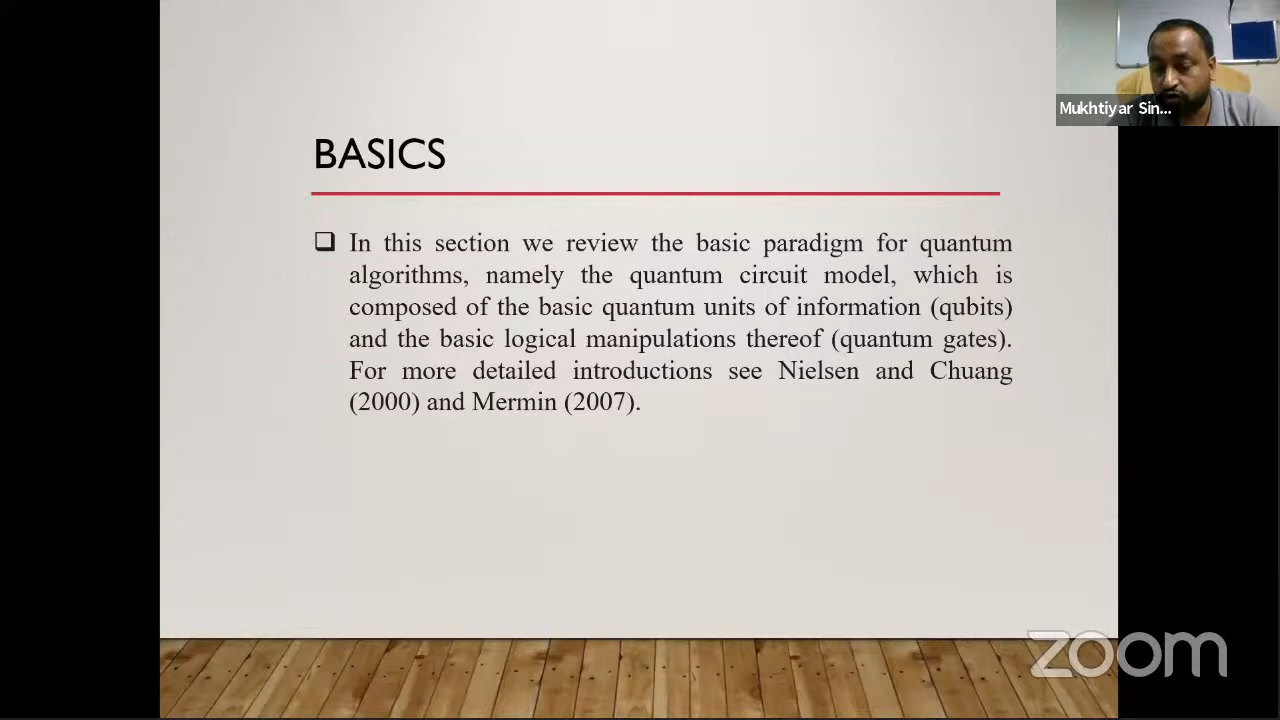 Mukhtiyar Sin...
BASICS
In this section we review the basic paradigm for quantum
algorithms, namely the quantum circuit model, which is
composed of the basic quantum units of information (qubits)
and the basic logical manipulations thereof (quantum gates).
For more detailed introductions see Nielsen and Chuang
(2000) and Mermin (2007).
zoom